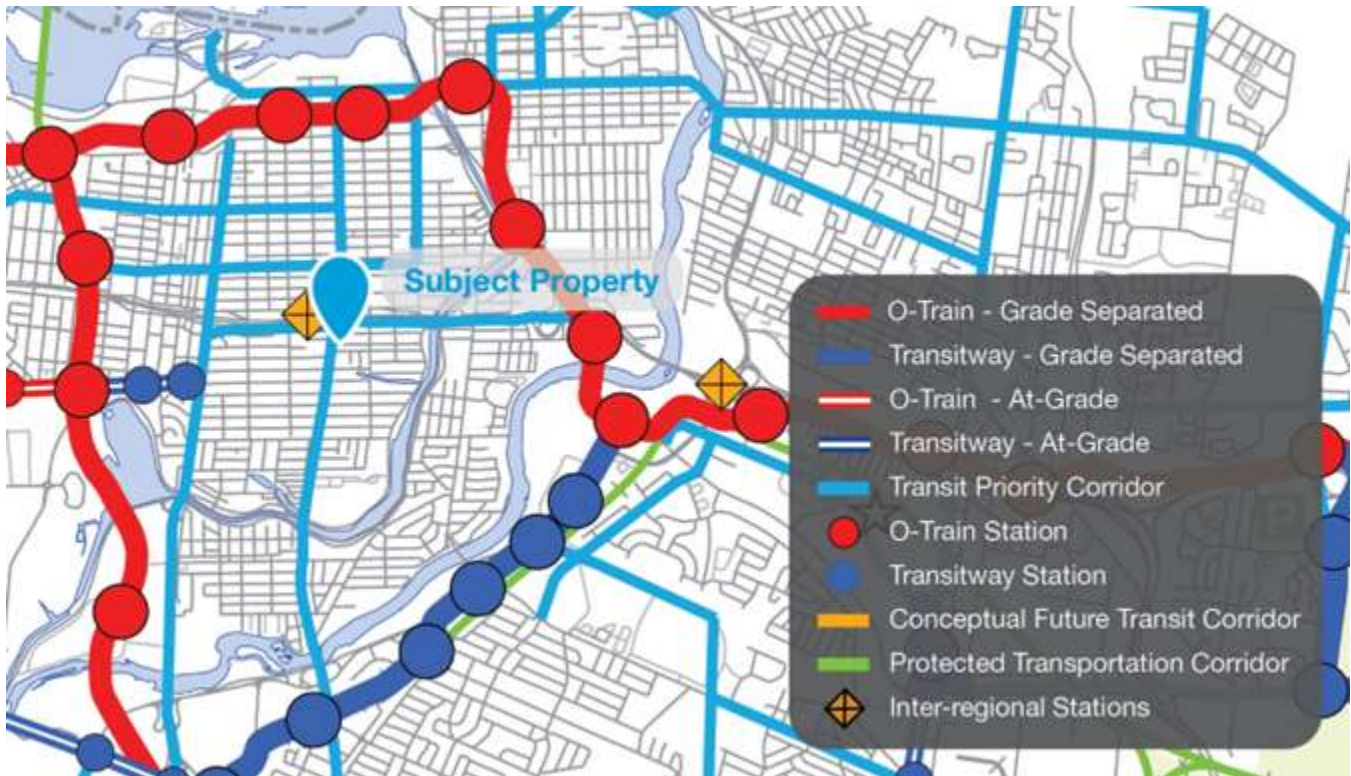 Subject Property
O-Train - Grade Separated
Transitway - Grade Separated
O-Train - At-Grade
Transitway - At-Grade
Transit Priority Corridor
O-Train Station
Transitway Station
Conceptual Future Transit Corridor
Protected Transportation Corridor
Inter-regional Stations